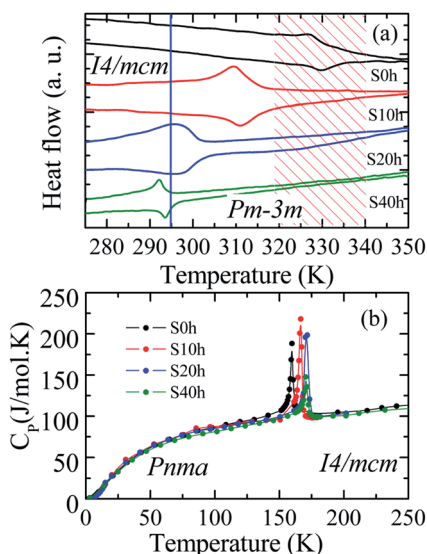 (a)
I4/mcm
S0h
S10h
S20h
S40h
Pm-3m
Heat flow (a. u.)
280 290 300 310 320 330 340 350
Temperature (K)
(b)
250
200
150
100
50
0
S0h
S10h
S20h
S40h
Pnma
I4/mcm
C_P(J/mol.K)
0 50 100 150 200 250
Temperature (K)